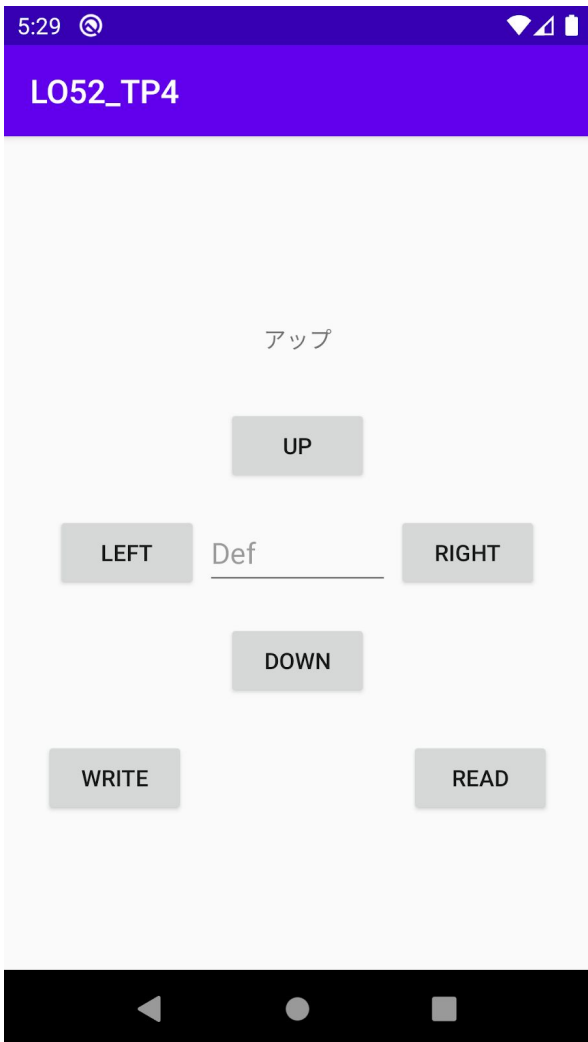 5:29
LO52_TP4
アップ
UP
LEFT Def RIGHT
DOWN
WRITE READ